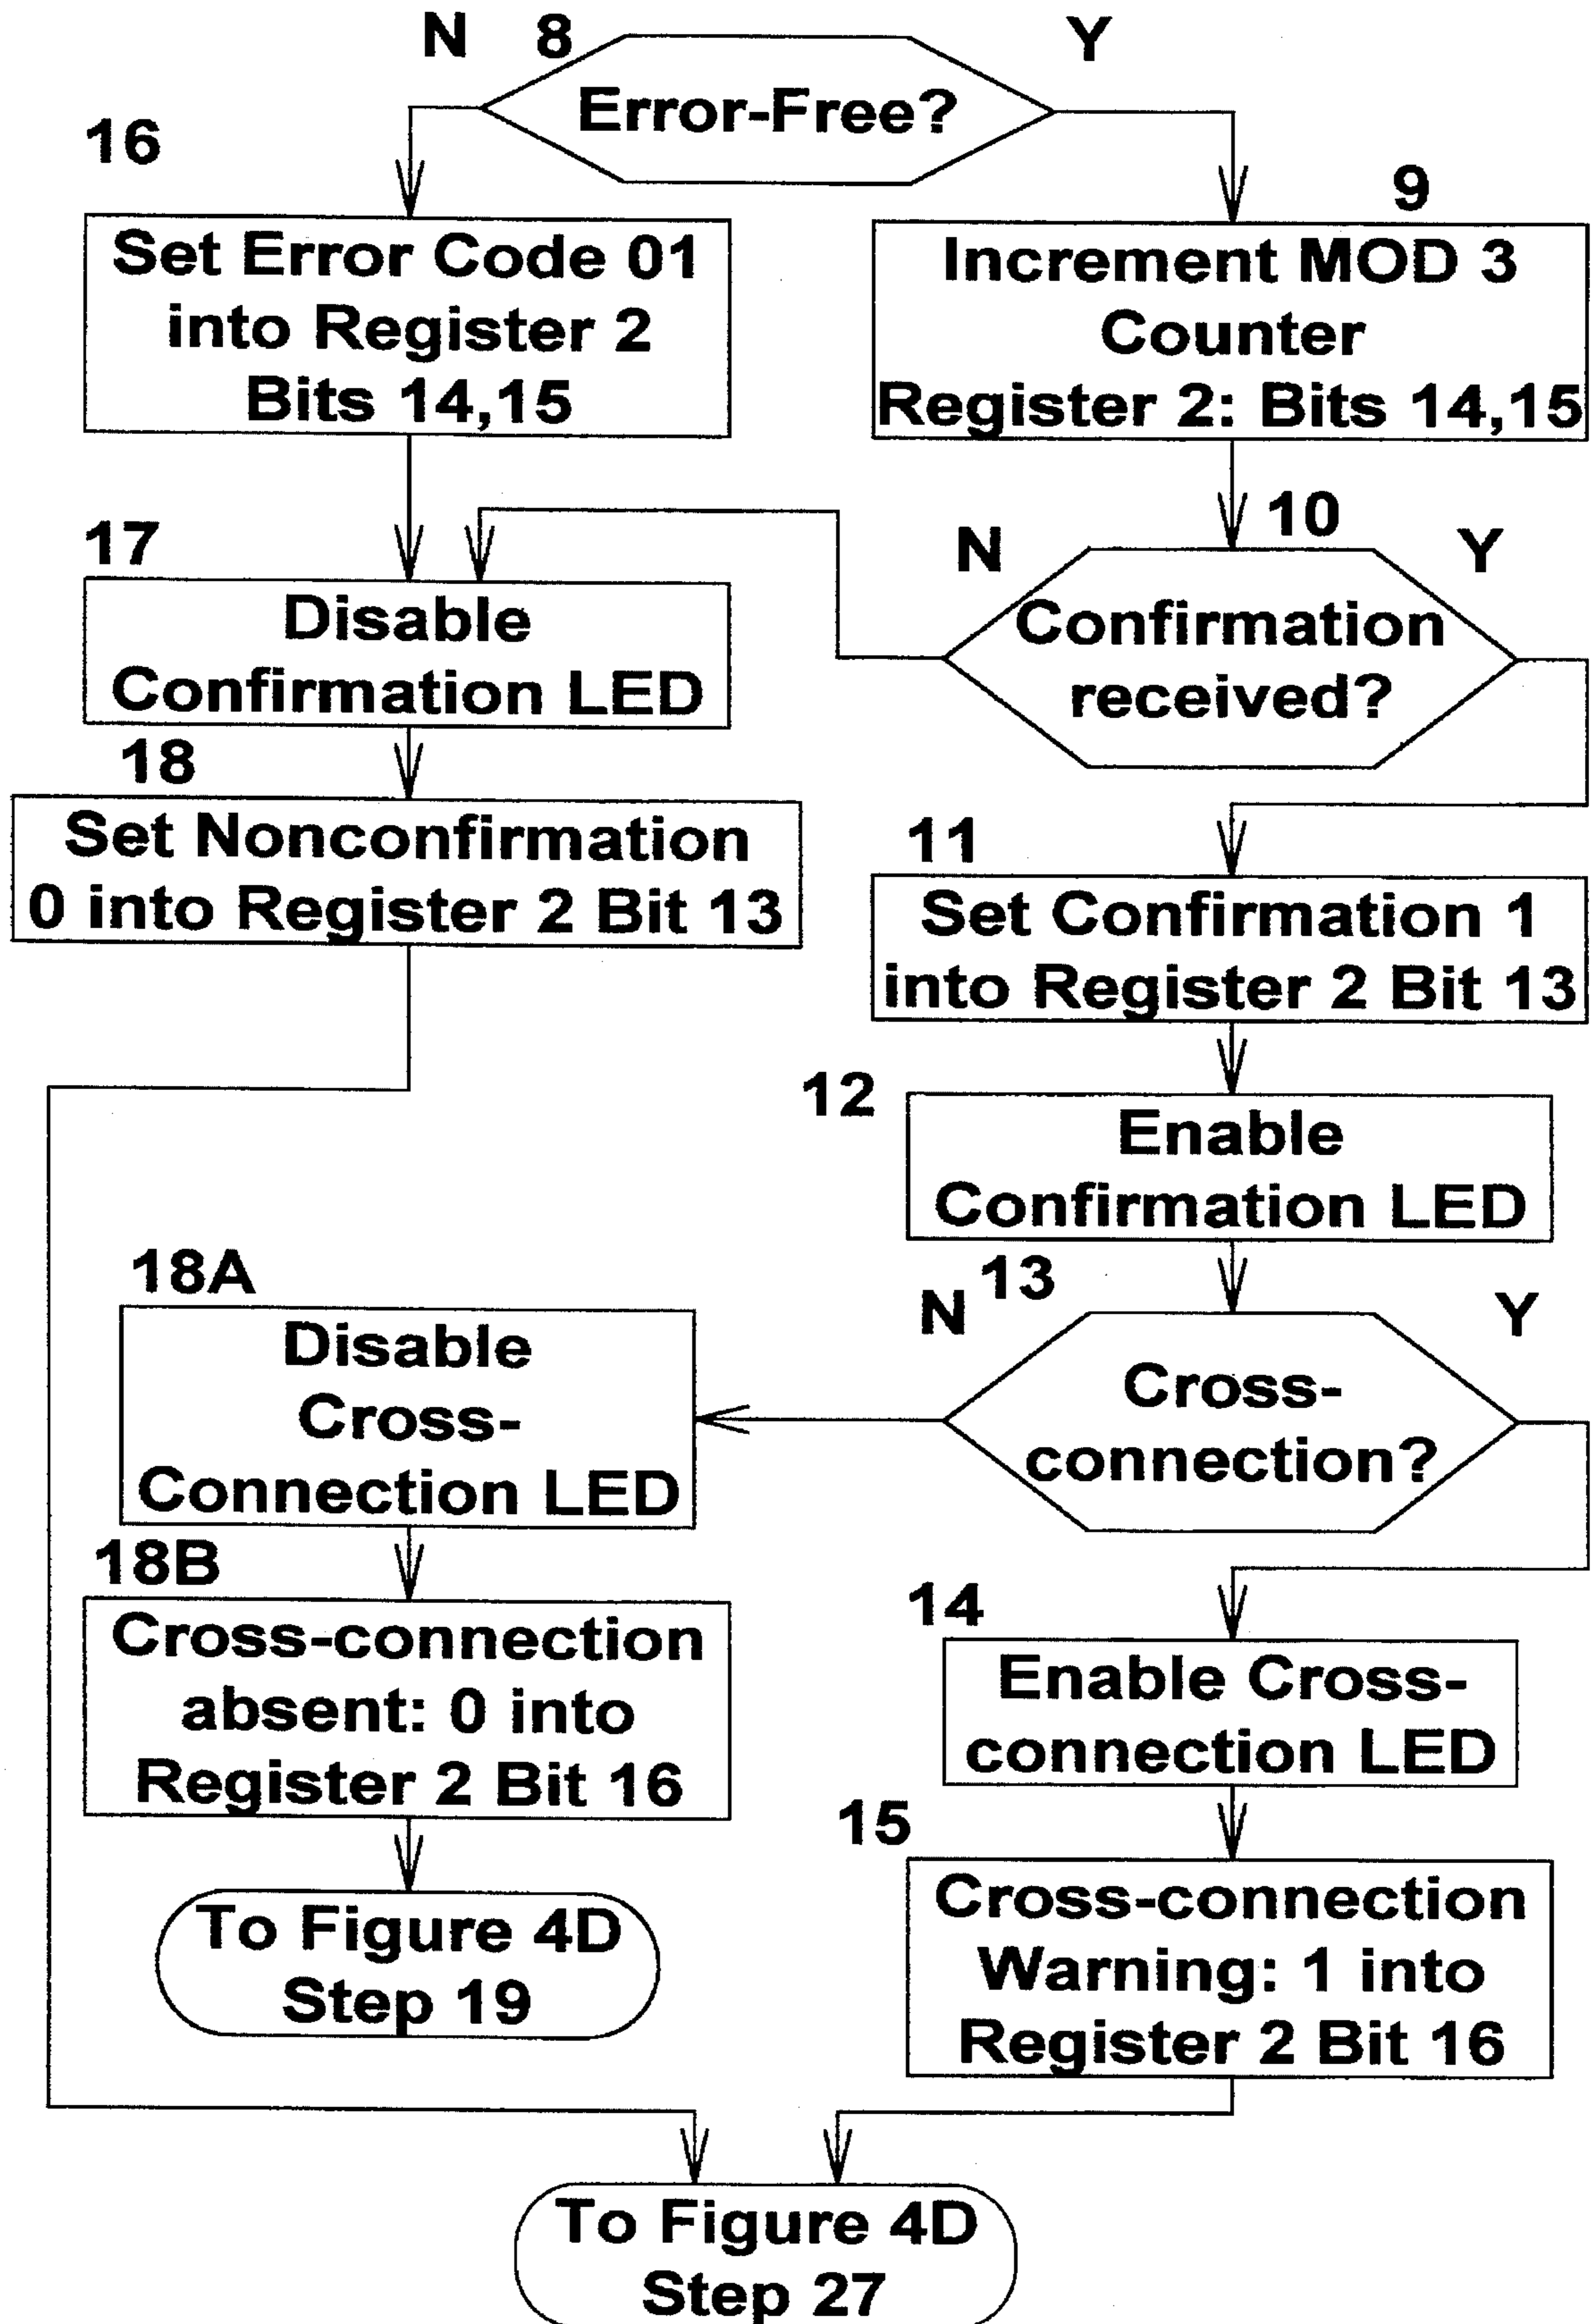 N
8
Y
Error-Free?
16
9
Set Error Code 01
into Register 2
Bits 14,15
Increment MOD 3
Counter
Register 2: Bits 14,15
10
17
N
Y
Disable
Confirmation LED
Confirmation
received?
18
Set Nonconfirmation
0 into Register 2 Bit 13
11
Set Confirmation 1
into Register 2 Bit 13
12
Enable
Confirmation LED
13
18A
N
Y
Disable
Cross-
Connection LED
Cross-
connection?
18B
Cross-connection
absent: 0 into
Register 2 Bit 16
14
Enable Cross-
connection LED
15
Cross-connection
Warning: 1 into
Register 2 Bit 16
To Figure 4D
Step 19
To Figure 4D
Step 27